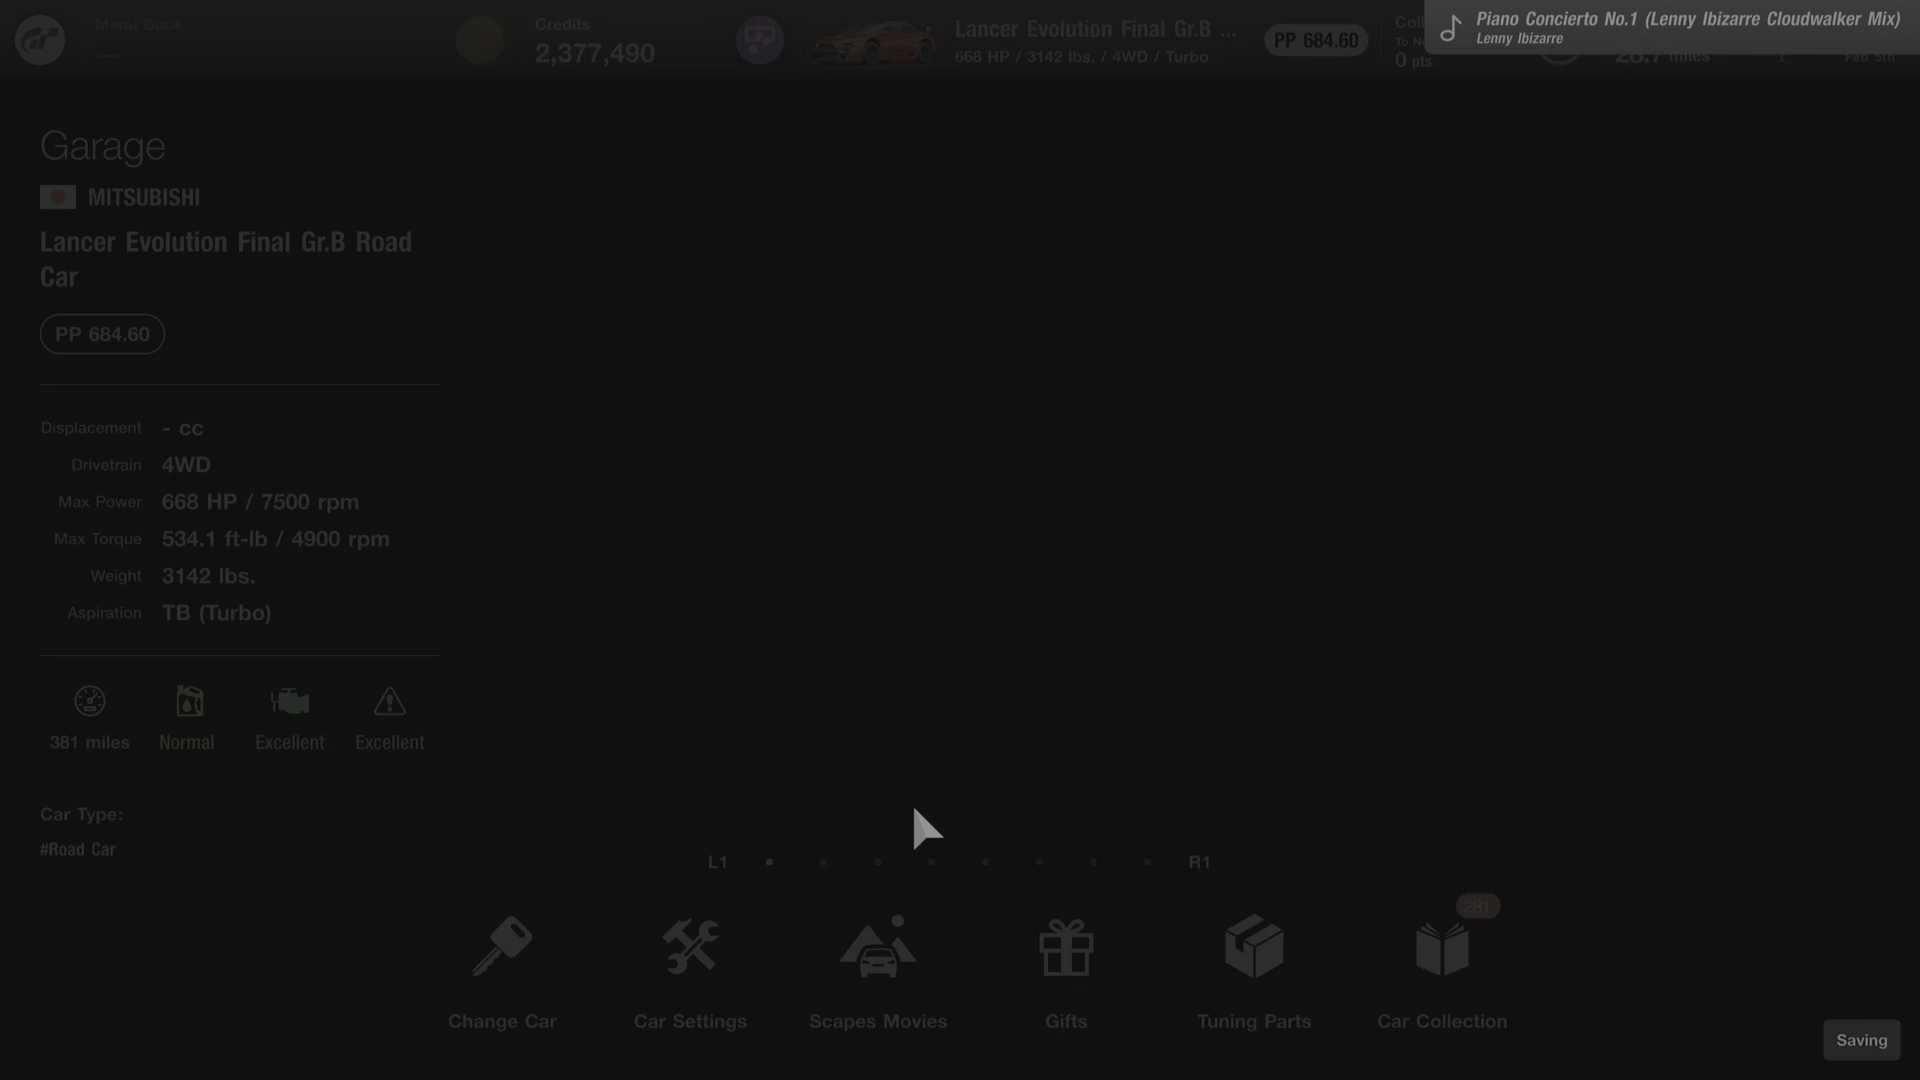 Menu Book
---
Credits
2,377,490
Lancer Evolution Final Gr.B ...
668 HP / 3142 lbs. / 4WD / Turbo
PP 684.60
0 pts
Piano Concierto No.1 (Lenny Ibizarre Cloudwalker Mix)
Lenny Ibizarre
miles
Feb 5th
Garage
MITSUBISHI
Lancer Evolution Final Gr.B Road
Car
PP 684.60
Displacement - cc
Drivetrain 4WD
Max Power 668 HP / 7500 rpm
Max Torque 534.1 ft-lb / 4900 rpm
Weight 3142 lbs.
Aspiration TB (Turbo)
381 miles Normal Excellent Excellent
Car Type:
#Road Car
L1 R1
281
Change Car Car Settings Scapes Movies Gifts Tuning Parts Car Collection
Saving